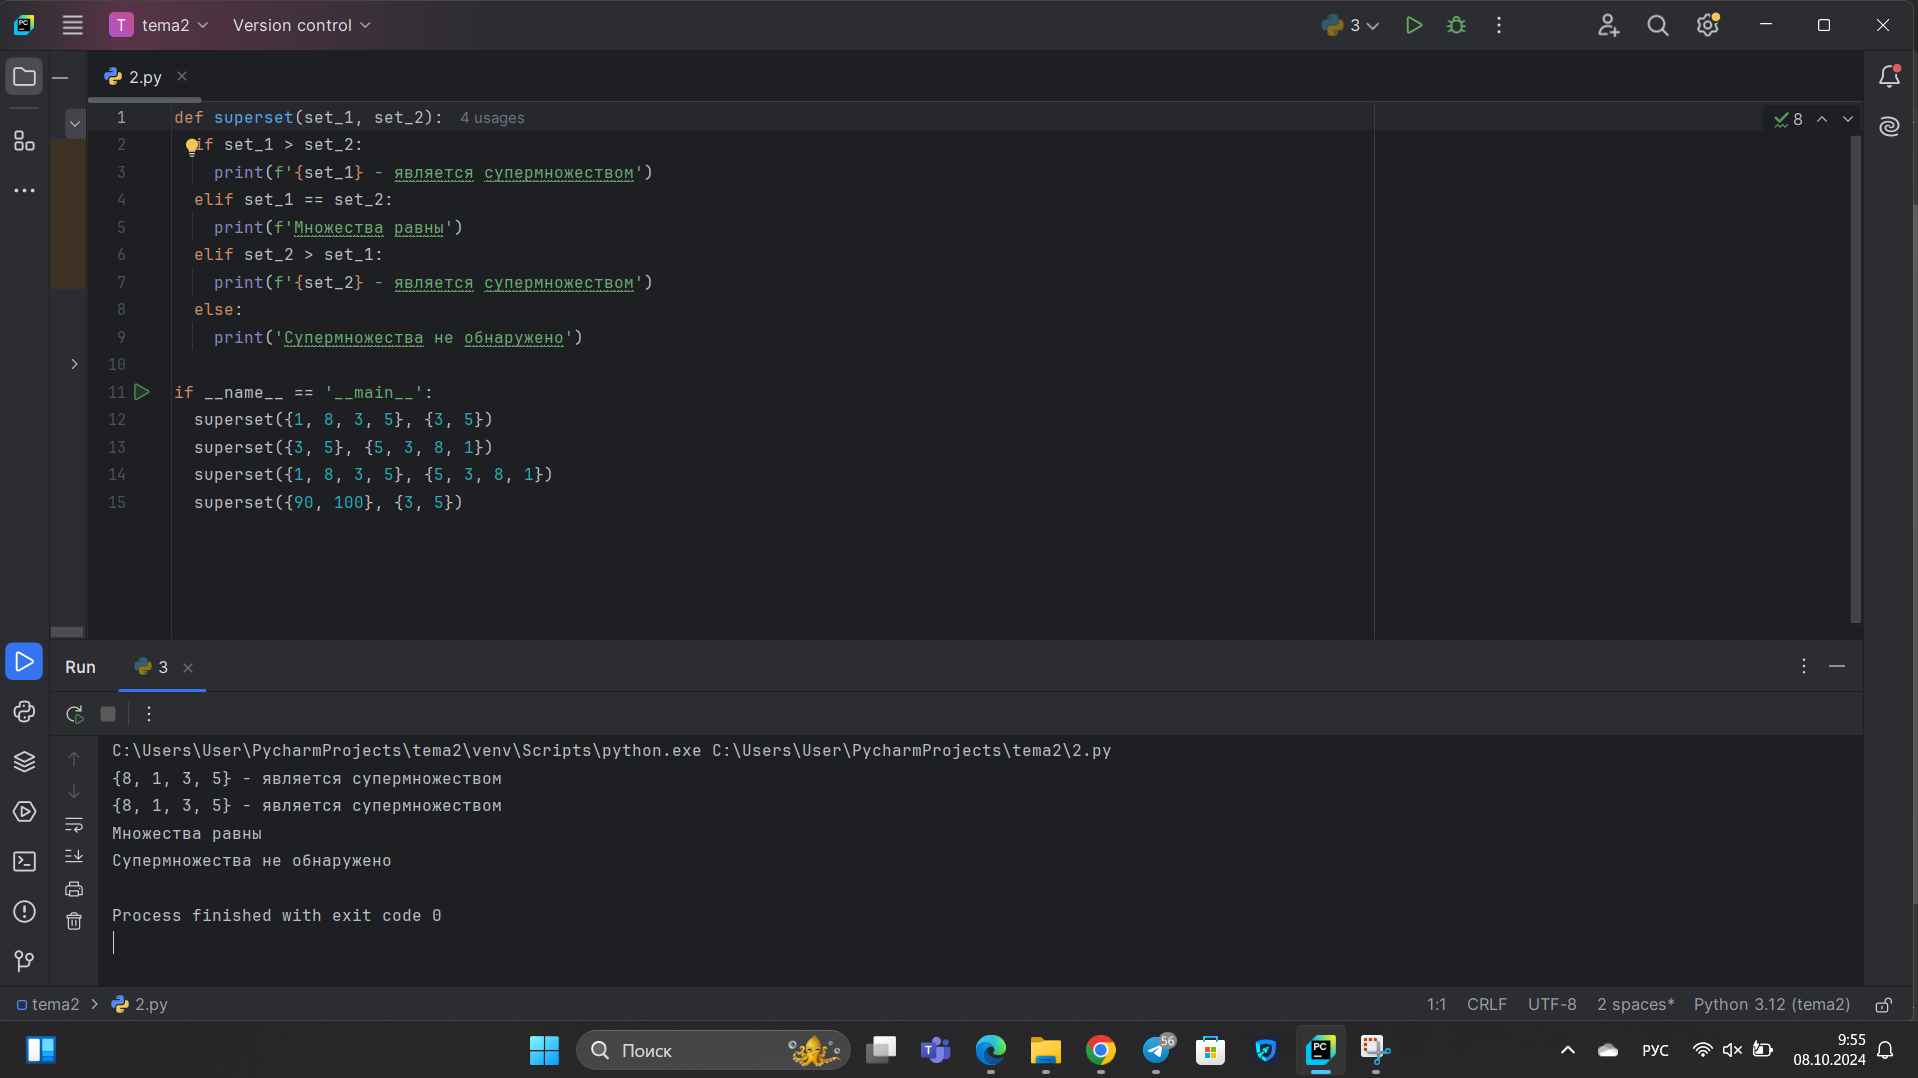 T tema2 Version control 3
2.py
1 def superset(set_1, set_2): 4 usages
8
2 if set_1 > set_2:
3 print(f'{set_1} - является супермножеством')
4 elif set_1 == set_2:
5 print(f'Множества равны')
6 elif set_2 > set_1:
7 print(f'{set_2} - является супермножеством')
8 else:
9 print('Супермножества не обнаружено')
10
11 if __name__ == '__main__':
12 superset({1, 8, 3, 5}, {3, 5})
13 superset({3, 5}, {5, 3, 8, 1})
14 superset({1, 8, 3, 5}, {5, 3, 8, 1})
15 superset({90, 100}, {3, 5})
Run 3
C:\Users\User\PycharmProjects\tema2\venv\Scripts\python.exe C:\Users\User\PycharmProjects\tema2\2.py
{8, 1, 3, 5} - является супермножеством
{8, 1, 3, 5} - является супермножеством
Множества равны
Супермножества не обнаружено
Process finished with exit code 0
tema2 > 2.py 1:1 CRLF UTF-8 2 spaces* Python 3.12 (tema2)
Поиск 56 РУС 9:55
08.10.2024